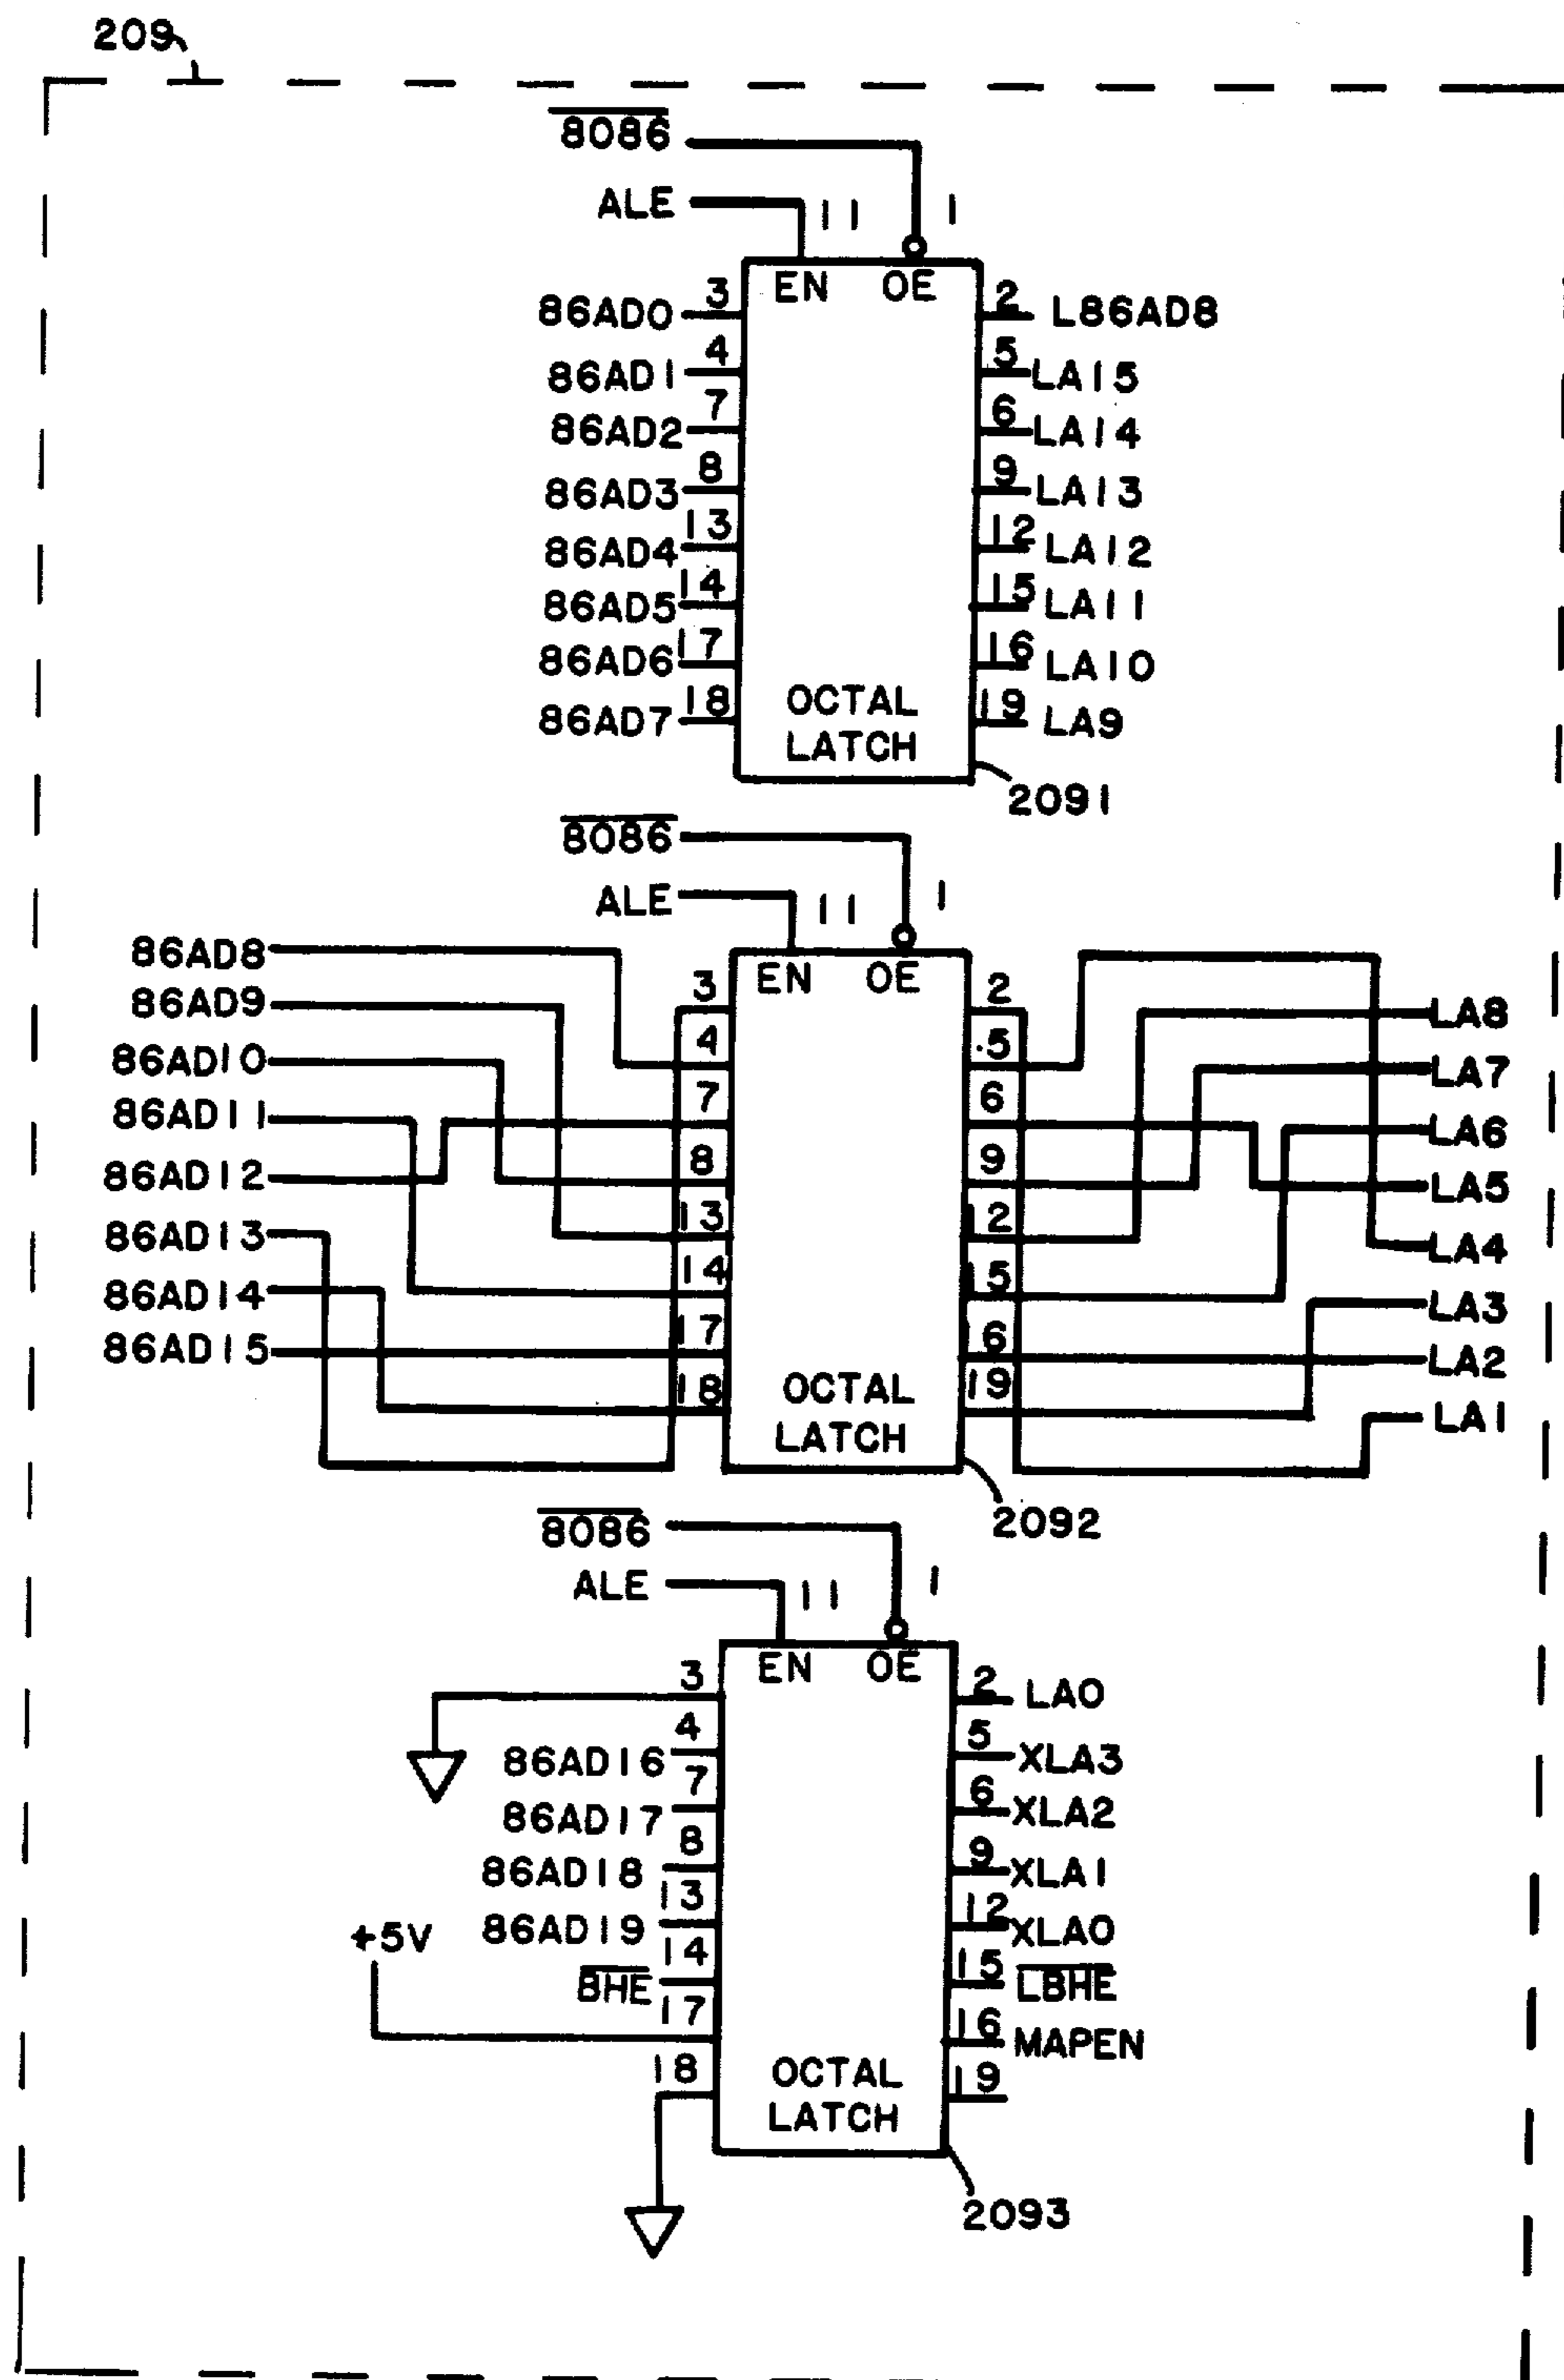 209
8086
ALE 11 1
EN OE
86AD0 3 2 L86AD8
86AD1 4 5 LA15
86AD2 7 6 LA14
86AD3 8 9 LA13
86AD4 13 12 LA12
86AD5 14 15 LA11
86AD6 17 16 LA10
86AD7 18 19 LA9
OCTAL
LATCH
2091
8086
ALE 11 1
EN OE
86AD8 3 2 LA8
86AD9 4 5 LA7
86AD10 7 6 LA6
86AD11 8 9 LA5
86AD12 13 12 LA4
86AD13 14 15 LA3
86AD14 17 16 LA2
86AD15 18 19 LA1
OCTAL
LATCH
2092
8086
ALE 11 1
EN OE
3 2 LA0
86AD16 4 5 XLA3
86AD17 7 6 XLA2
86AD18 8 9 XLA1
86AD19 13 12 XLA0
+5V
BHE 14 15 LBHE
17 16 MAPEN
18 19
OCTAL
LATCH
2093